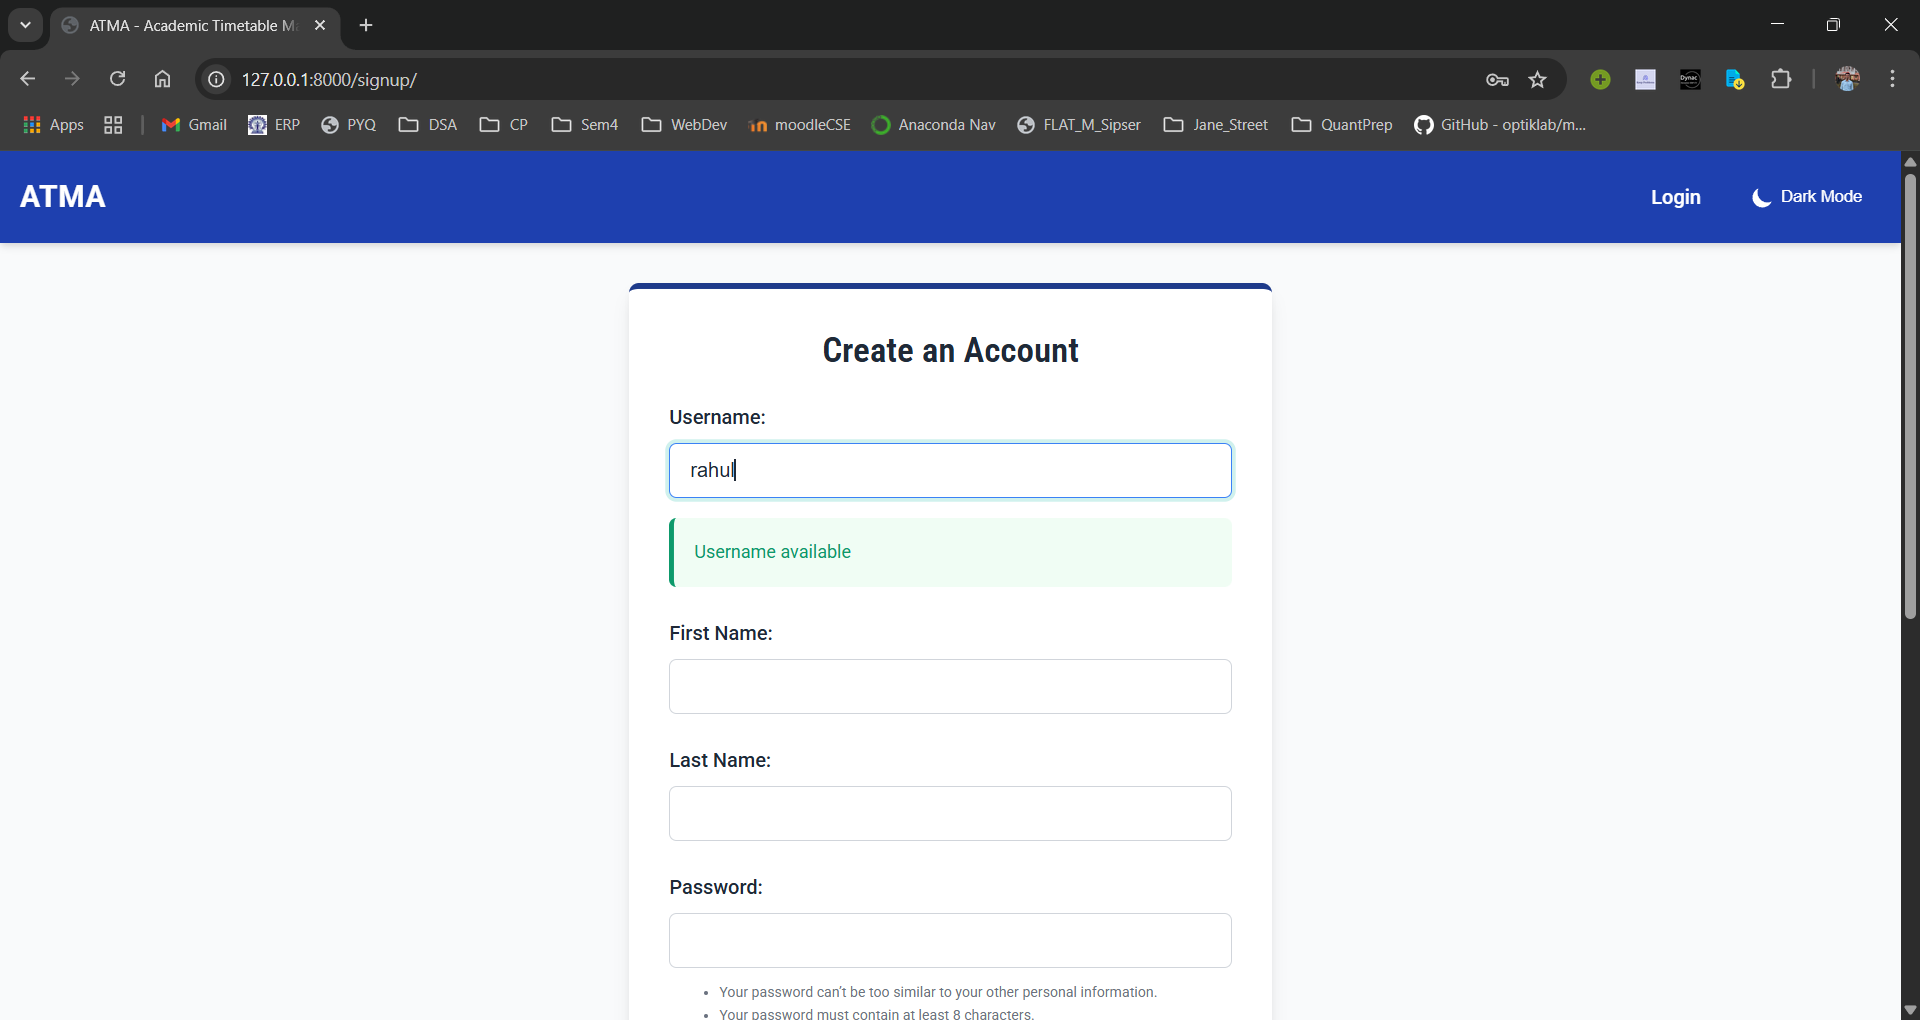 ATMA - Academic Timetable M
127.0.0.1:8000/signup/
Apps Gmail ERP PYQ DSA CP Sem4 WebDev moodleCSE Anaconda Nav FLAT_M_Sipser Jane_Street QuantPrep GitHub - optiklab/m...
ATMA Login Dark Mode
Create an Account
Username:
rahul
Username available
First Name:
Last Name:
Password:
• Your password can't be too similar to your other personal information.
• Your password must contain at least 8 characters.